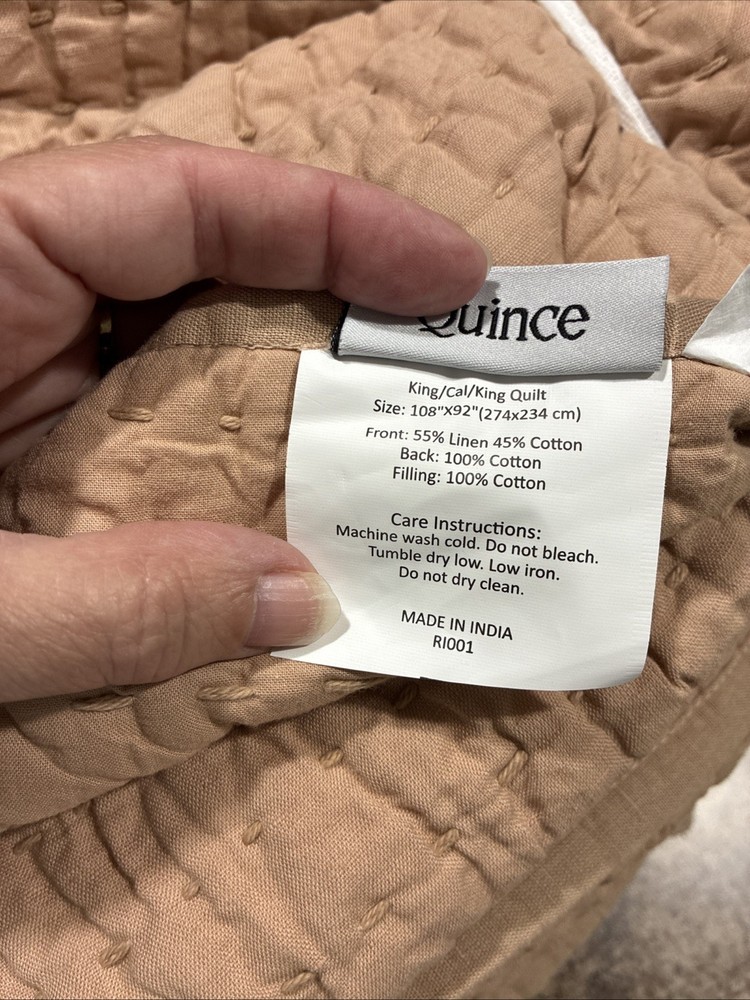 Quince
King/Cal/King Quilt
Size: 108"X92"(274x234 cm)
Front: 55% Linen 45% Cotton
Back: 100% Cotton
Filling: 100% Cotton
Care Instructions:
Machine wash cold. Do not bleach.
Tumble dry low. Low iron.
Do not dry clean.
MADE IN INDIA
RI001